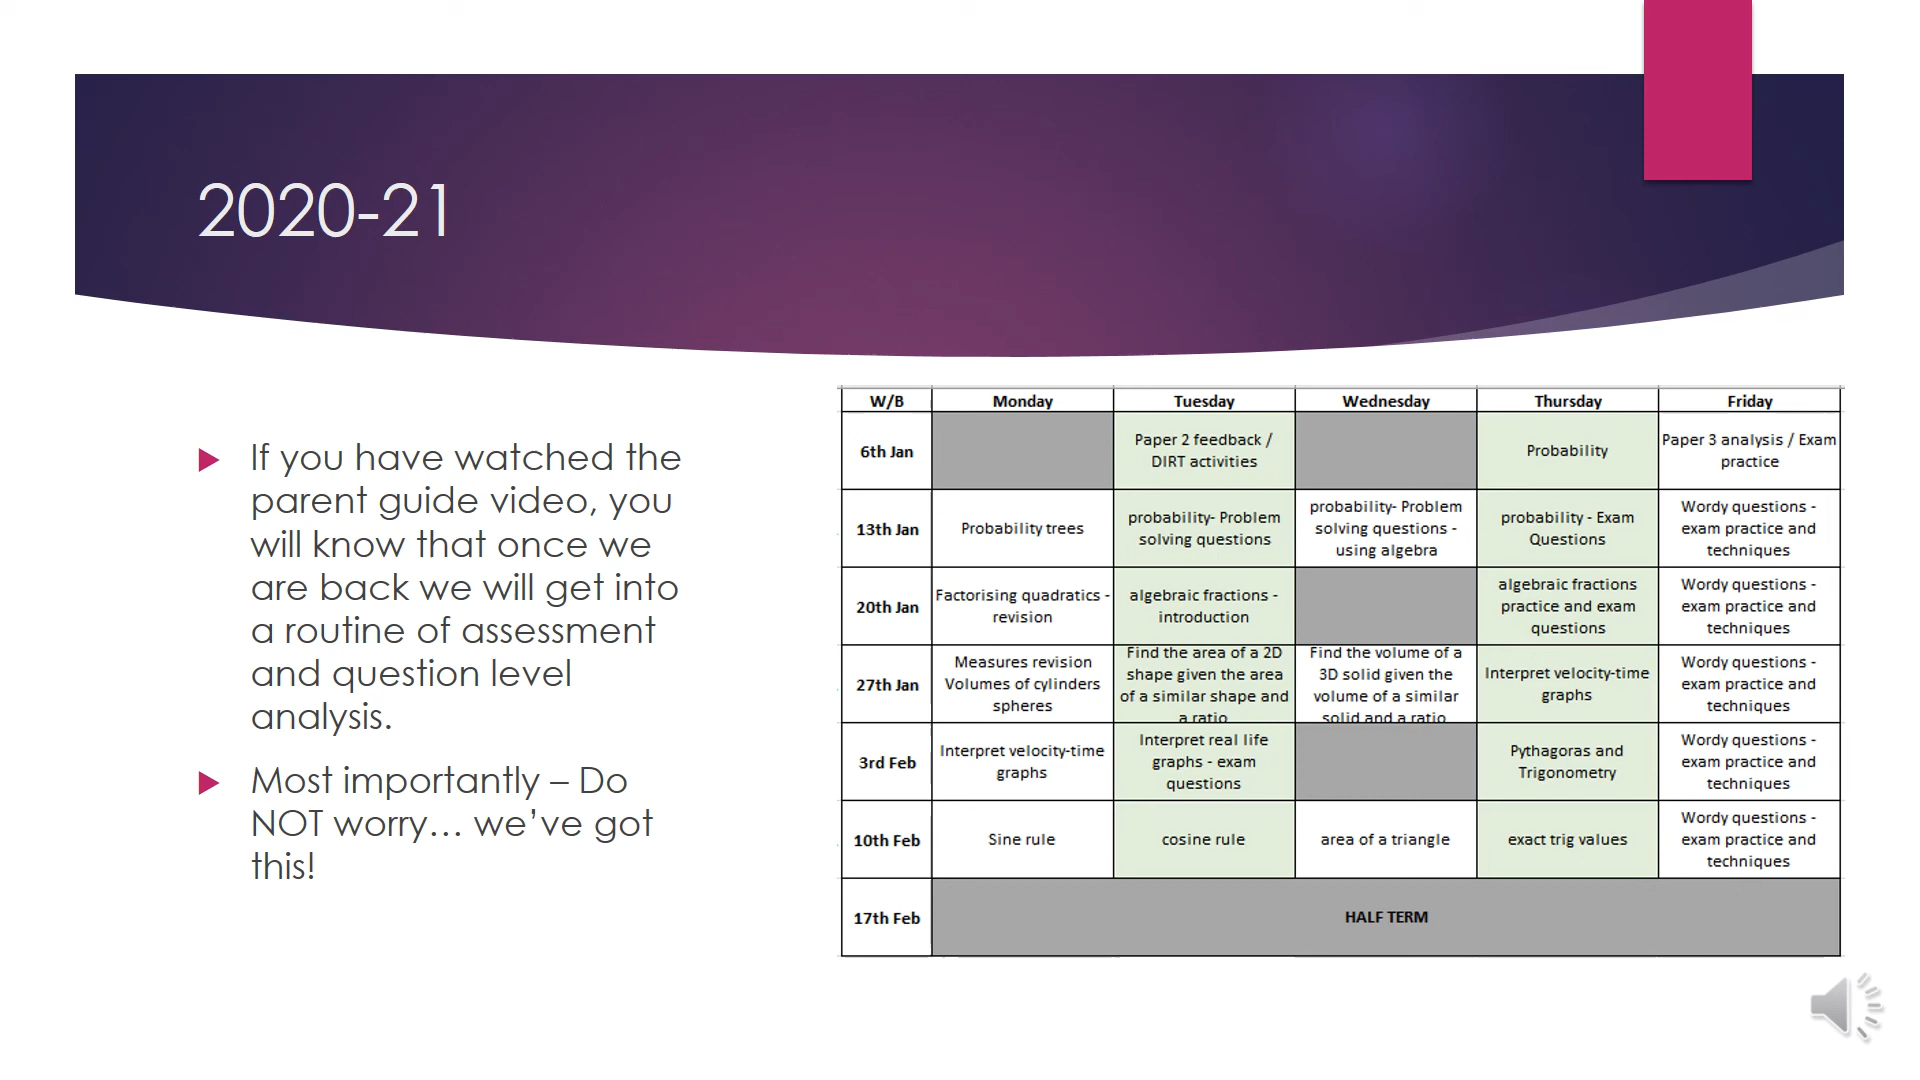 2020-21
If you have watched the
parent guide video, you
will know that once we
are back we will get into
a routine of assessment
and question level
analysis.
Most importantly – Do
NOT worry… we’ve got
this!
W/B Monday Tuesday Wednesday Thursday Friday
6th Jan
Paper 2 feedback /
DIRT activities
Probability
Paper 3 analysis / Exam
practice
13th Jan
Probability trees
probability- Problem
solving questions
probability- Problem
solving questions -
using algebra
probability - Exam
Questions
Wordy questions -
exam practice and
techniques
20th Jan
Factorising quadratics -
revision
algebraic fractions -
introduction
algebraic fractions
practice and exam
questions
Wordy questions -
exam practice and
techniques
27th Jan
Measures revision
Volumes of cylinders
spheres
Find the area of a 2D
shape given the area
of a similar shape and
a ratio
Find the volume of a
3D solid given the
volume of a similar
solid and a ratio
Interpret velocity-time
graphs
Wordy questions -
exam practice and
techniques
3rd Feb
Interpret velocity-time
graphs
Interpret real life
graphs - exam
questions
Pythagoras and
Trigonometry
Wordy questions -
exam practice and
techniques
10th Feb
Sine rule
cosine rule
area of a triangle
exact trig values
Wordy questions -
exam practice and
techniques
17th Feb
HALF TERM